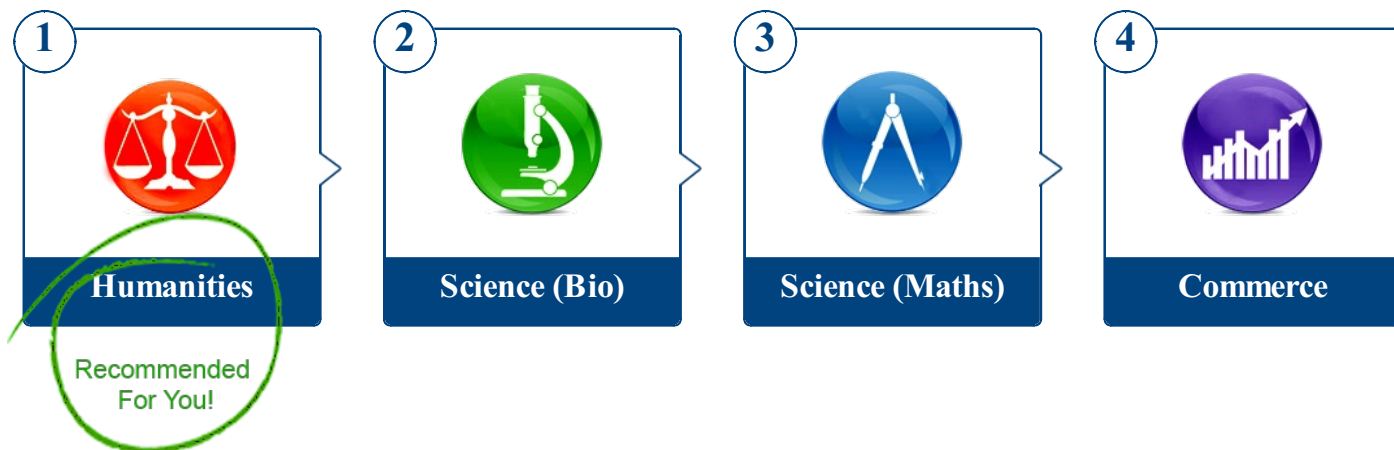 1
2
3
4
Humanities
Science (Bio)
Science (Maths)
Commerce
Recommended
For You!